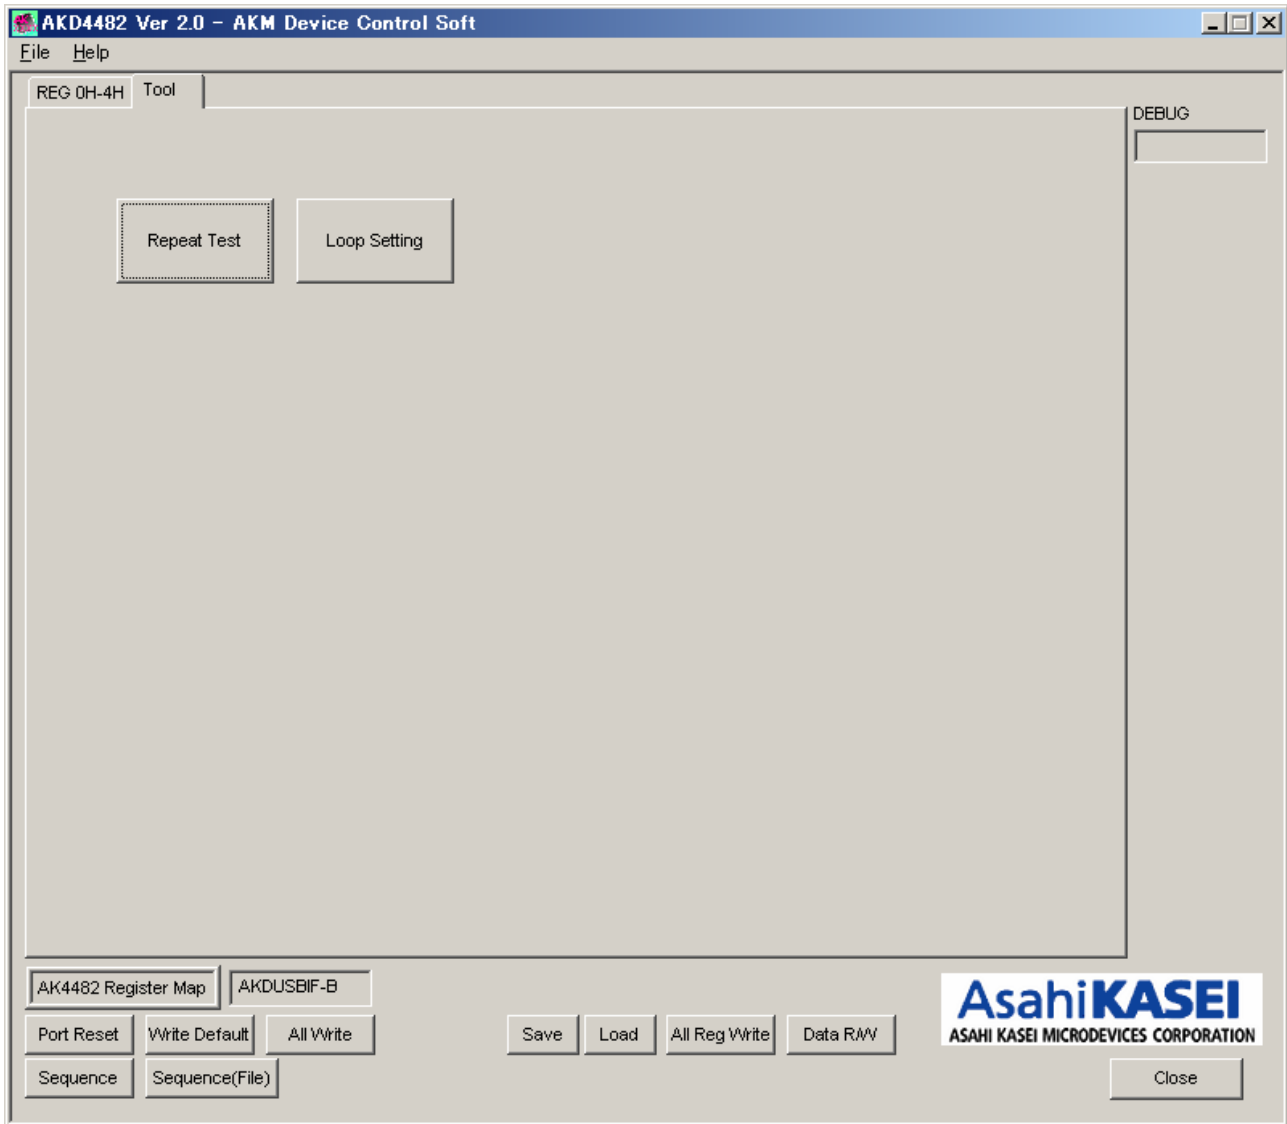 AKD4482 Ver 2.0 - AKM Device Control Soft
File Help
REG 0H-4H Tool
DEBUG
Repeat Test Loop Setting
AK4482 Register Map AKDUSBIF-B
AsahiKASEI
ASAHI KASEI MICRODEVICES CORPORATION
Port Reset Write Default All Write Save Load All Reg Write Data R/W
Sequence Sequence(File) Close